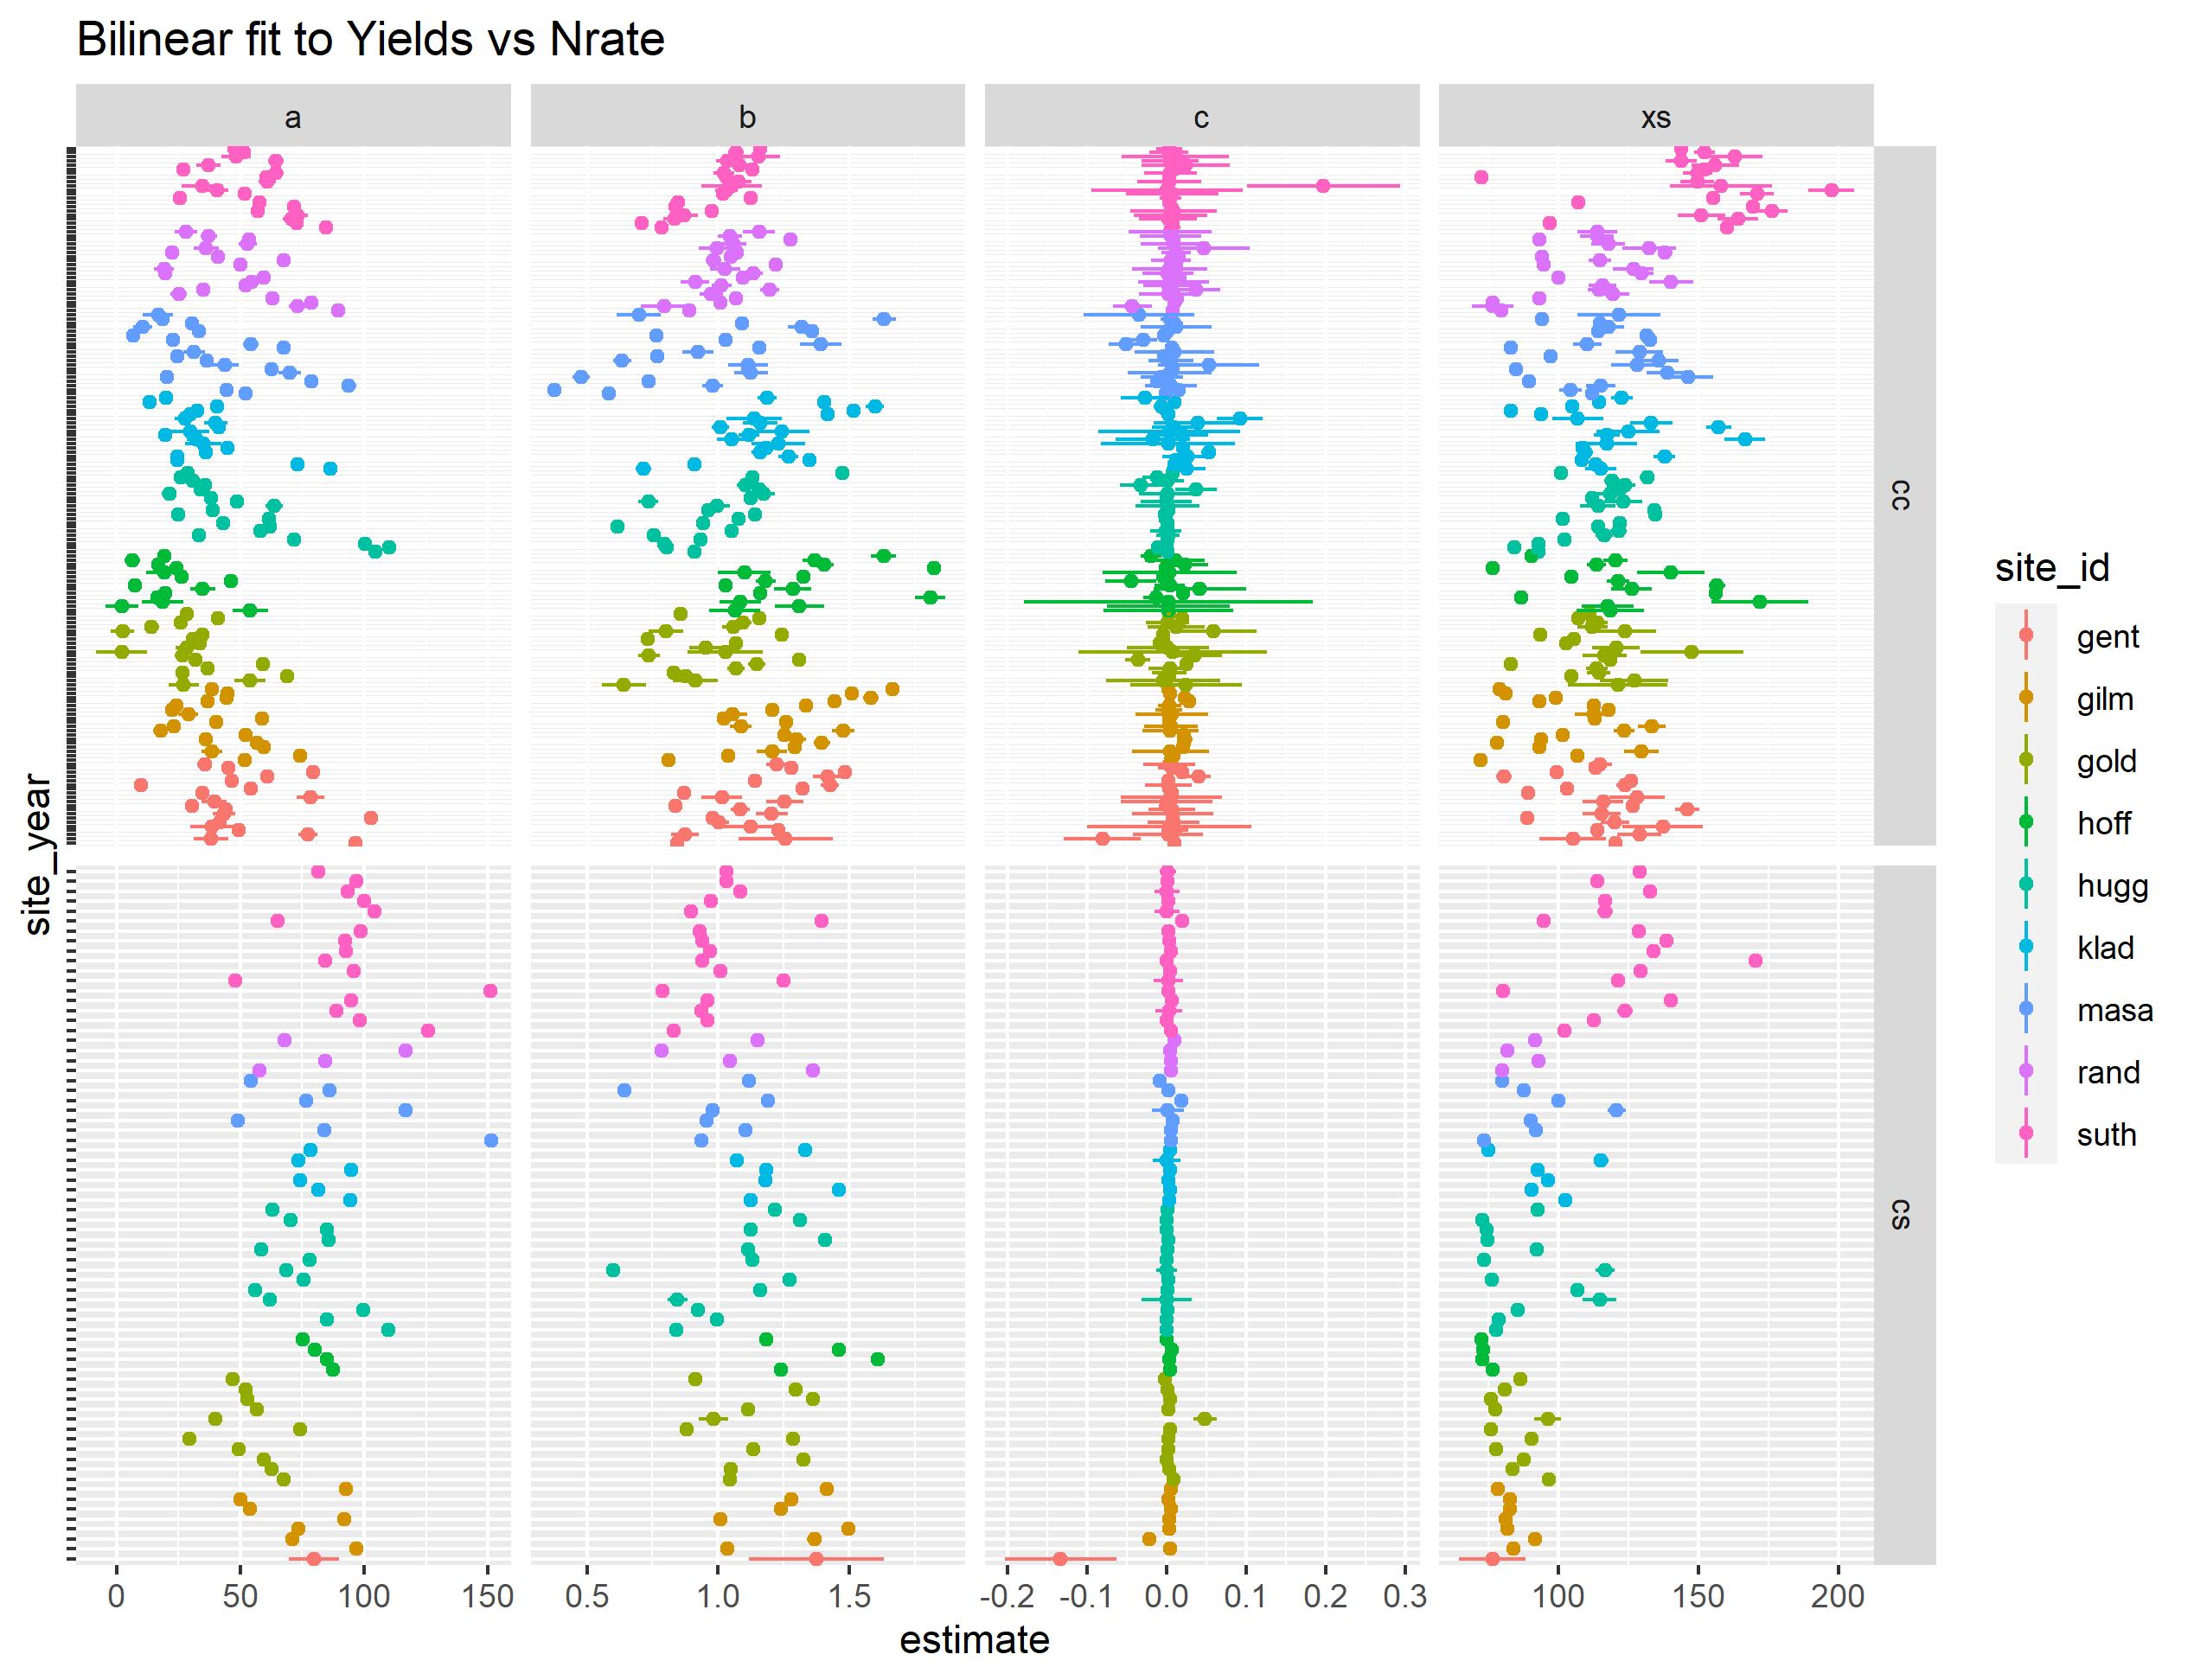 Bilinear fit to Yields vs Nrate
a b c xs
cc
cs
site_year
0 50 100 150 0.5 1.0 1.5 -0.2 -0.1 0.0 0.1 0.2 0.3 100 150 200
estimate
site_id
gent
gilm
gold
hoff
hugg
klad
masa
rand
suth